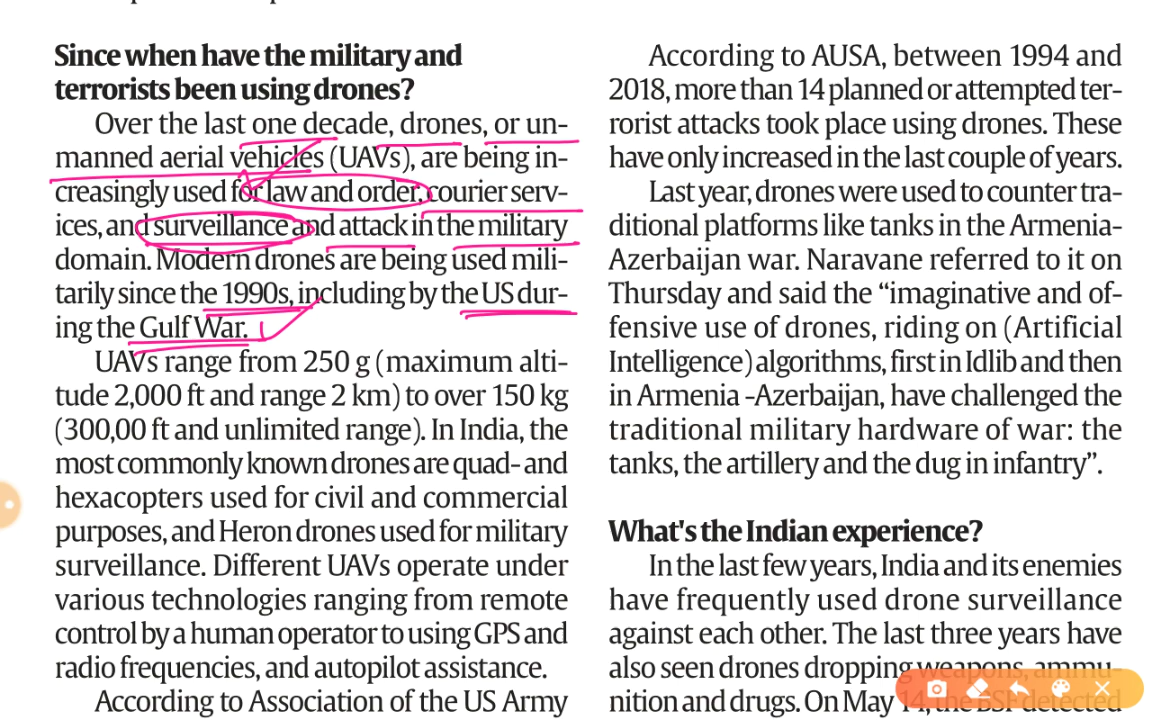 Since when have the military and
terrorists been using drones?
Over the last one decade, drones, or un-
manned aerial vehicles (UAVs), are being in-
creasingly used for law and order, courier serv-
ices, and surveillance and attack in the military
domain. Modern drones are being used mili-
tarily since the 1990s, including by the US dur-
ing the Gulf War.
UAVs range from 250 g (maximum alti-
tude 2,000 ft and range 2 km) to over 150 kg
(300,00 ft and unlimited range). In India, the
most commonly known drones are quad- and
hexacopters used for civil and commercial
purposes, and Heron drones used for military
surveillance. Different UAVs operate under
various technologies ranging from remote
control by a human operator to using GPS and
radio frequencies, and autopilot assistance.
According to Association of the US Army
According to AUSA, between 1994 and
2018, more than 14 planned or attempted ter-
rorist attacks took place using drones. These
have only increased in the last couple of years.
Last year, drones were used to counter tra-
ditional platforms like tanks in the Armenia-
Azerbaijan war. Naravane referred to it on
Thursday and said the “imaginative and of-
fensive use of drones, riding on (Artificial
Intelligence) algorithms, first in Idlib and then
in Armenia -Azerbaijan, have challenged the
traditional military hardware of war: the
tanks, the artillery and the dug in infantry”.
What's the Indian experience?
In the last few years, India and its enemies
have frequently used drone surveillance
against each other. The last three years have
also seen drones dropping weapons, ammu-
nition and drugs. On May 14, the BSF detected